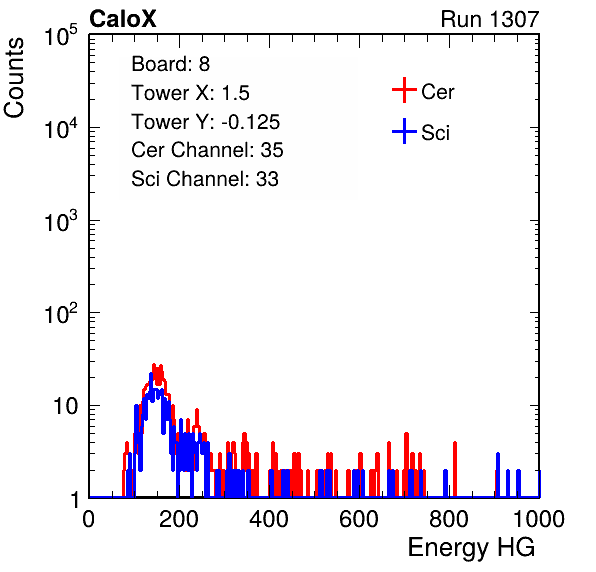 CaloX Run 1307
Board: 8
Tower X: 1.5
Tower Y: -0.125
Cer Channel: 35
Sci Channel: 33
Cer
Sci
Counts
10^5
10^4
10^3
10^2
10
1
0 200 400 600 800 1000
Energy HG